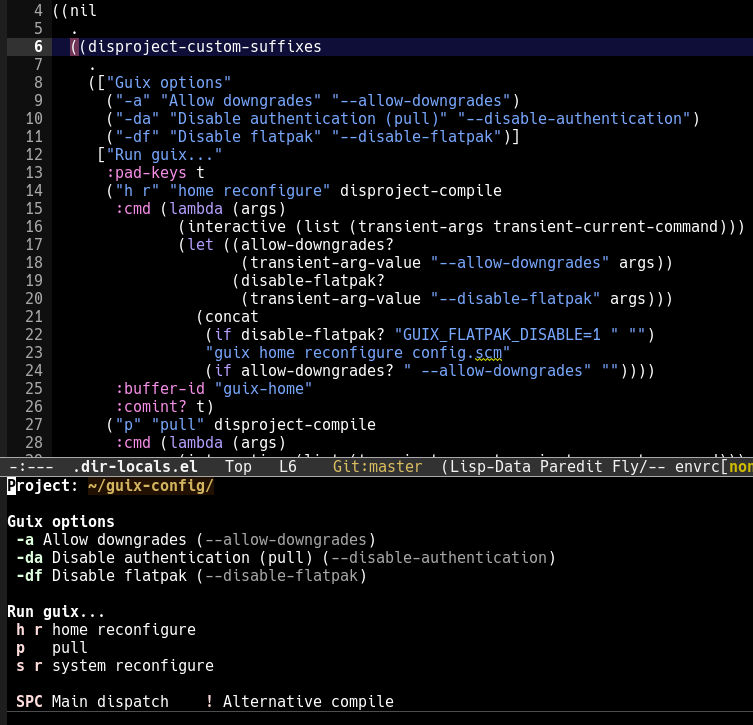 4 ((nil
5 .
6 ((disproject-custom-suffixes
7 .
8 (["Guix options"
9 ("-a" "Allow downgrades" "--allow-downgrades")
10 ("-da" "Disable authentication (pull)" "--disable-authentication")
11 ("-df" "Disable flatpak" "--disable-flatpak")]
12 ["Run guix..."
13 :pad-keys t
14 ("h r" "home reconfigure" disproject-compile
15 :cmd (lambda (args)
16 (interactive (list (transient-args transient-current-command)))
17 (let ((allow-downgrades?
18 (transient-arg-value "--allow-downgrades" args))
19 (disable-flatpak?
20 (transient-arg-value "--disable-flatpak" args)))
21 (concat
22 (if disable-flatpak? "GUIX_FLATPAK_DISABLE=1 " "")
23 "guix home reconfigure config.scm"
24 (if allow-downgrades? " --allow-downgrades" ""))))
25 :buffer-id "guix-home"
26 :comint? t)
27 ("p" "pull" disproject-compile
28 :cmd (lambda (args)
-:--- .dir-locals.el Top L6 Git:master (Lisp-Data Paredit Fly/-- envrc[non
Project: ~/guix-config/
Guix options
-a Allow downgrades (--allow-downgrades)
-da Disable authentication (pull) (--disable-authentication)
-df Disable flatpak (--disable-flatpak)
Run guix...
h r home reconfigure
p pull
s r system reconfigure
SPC Main dispatch ! Alternative compile